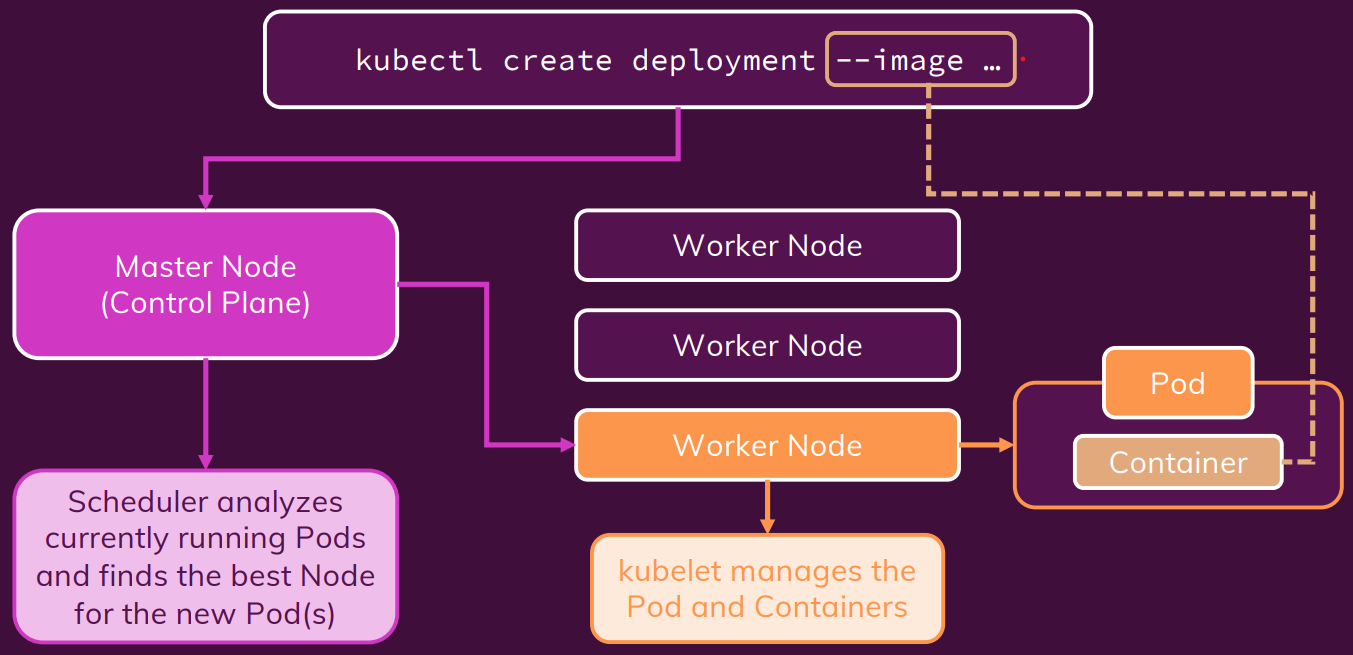 kubectl create deployment --image …
Master Node
(Control Plane)
Worker Node
Worker Node
Worker Node
Pod
Container
Scheduler analyzes
currently running Pods
and finds the best Node
for the new Pod(s)
kubelet manages the
Pod and Containers